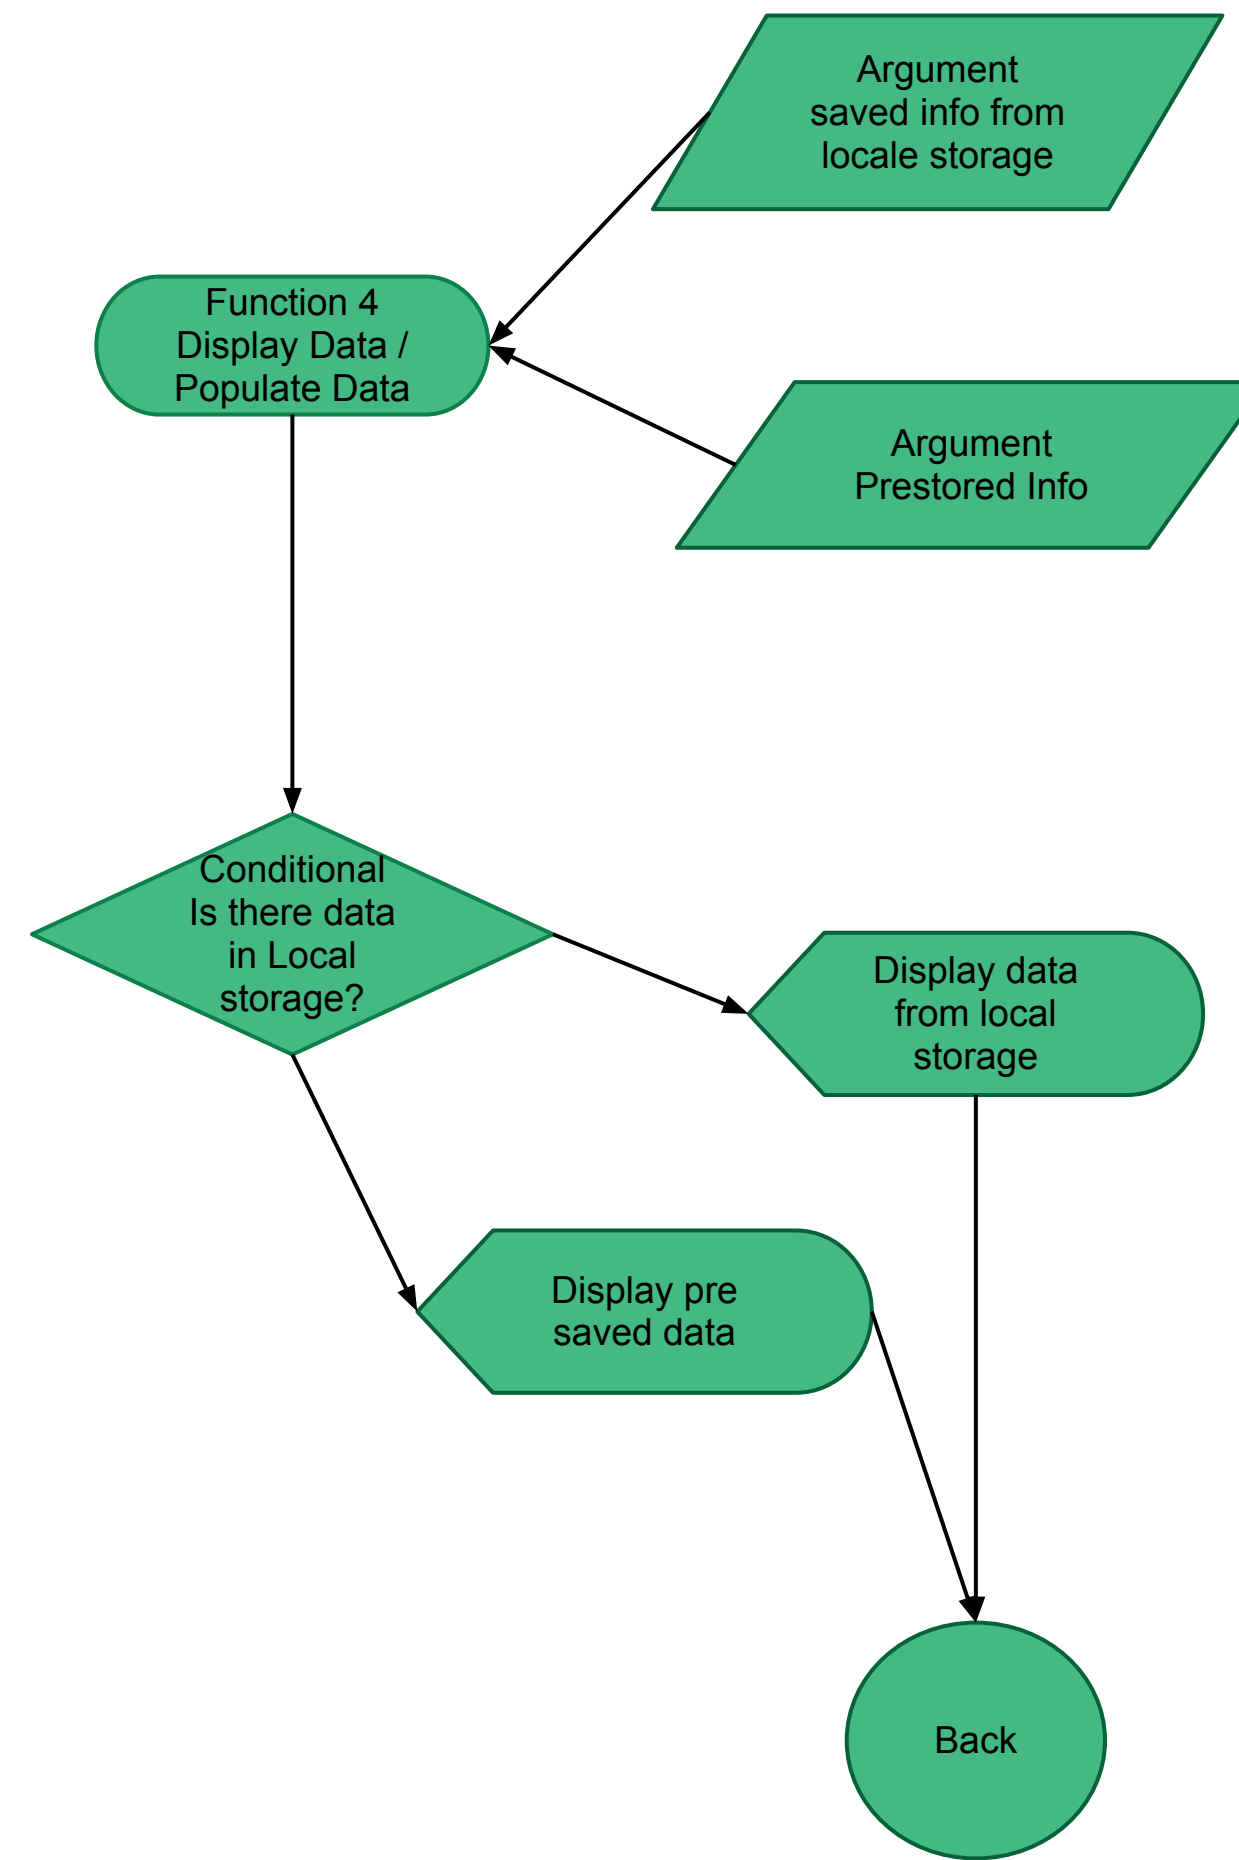 Argument
saved info from
locale storage
Function 4
Display Data /
Populate Data
Argument
Prestored Info
Conditional
Is there data
in Local
storage?
Display data
from local
storage
Display pre
saved data
Back